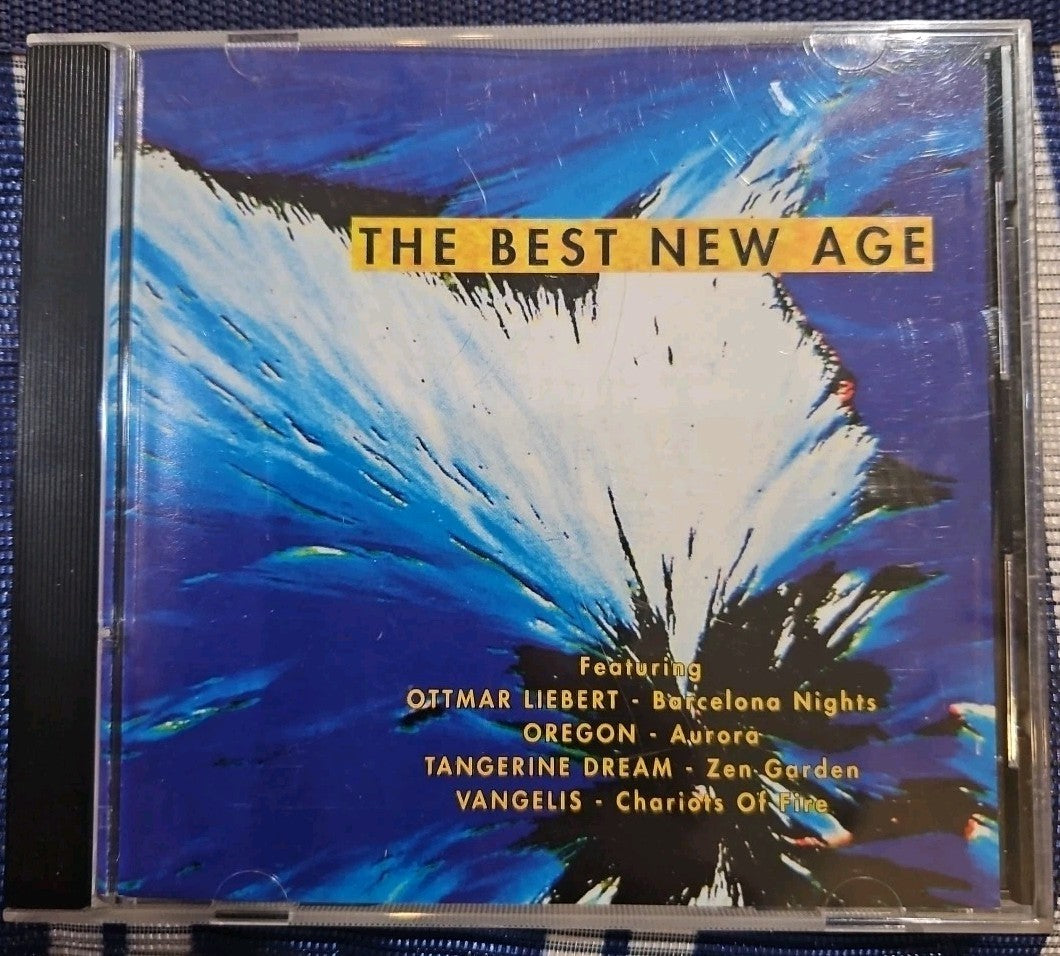 THE BEST NEW AGE
Featuring
OTTMAR LIEBERT - Barcelona Nights
OREGON - Aurora
TANGERINE DREAM - Zen Garden
VANGELIS - Chariots Of Fire